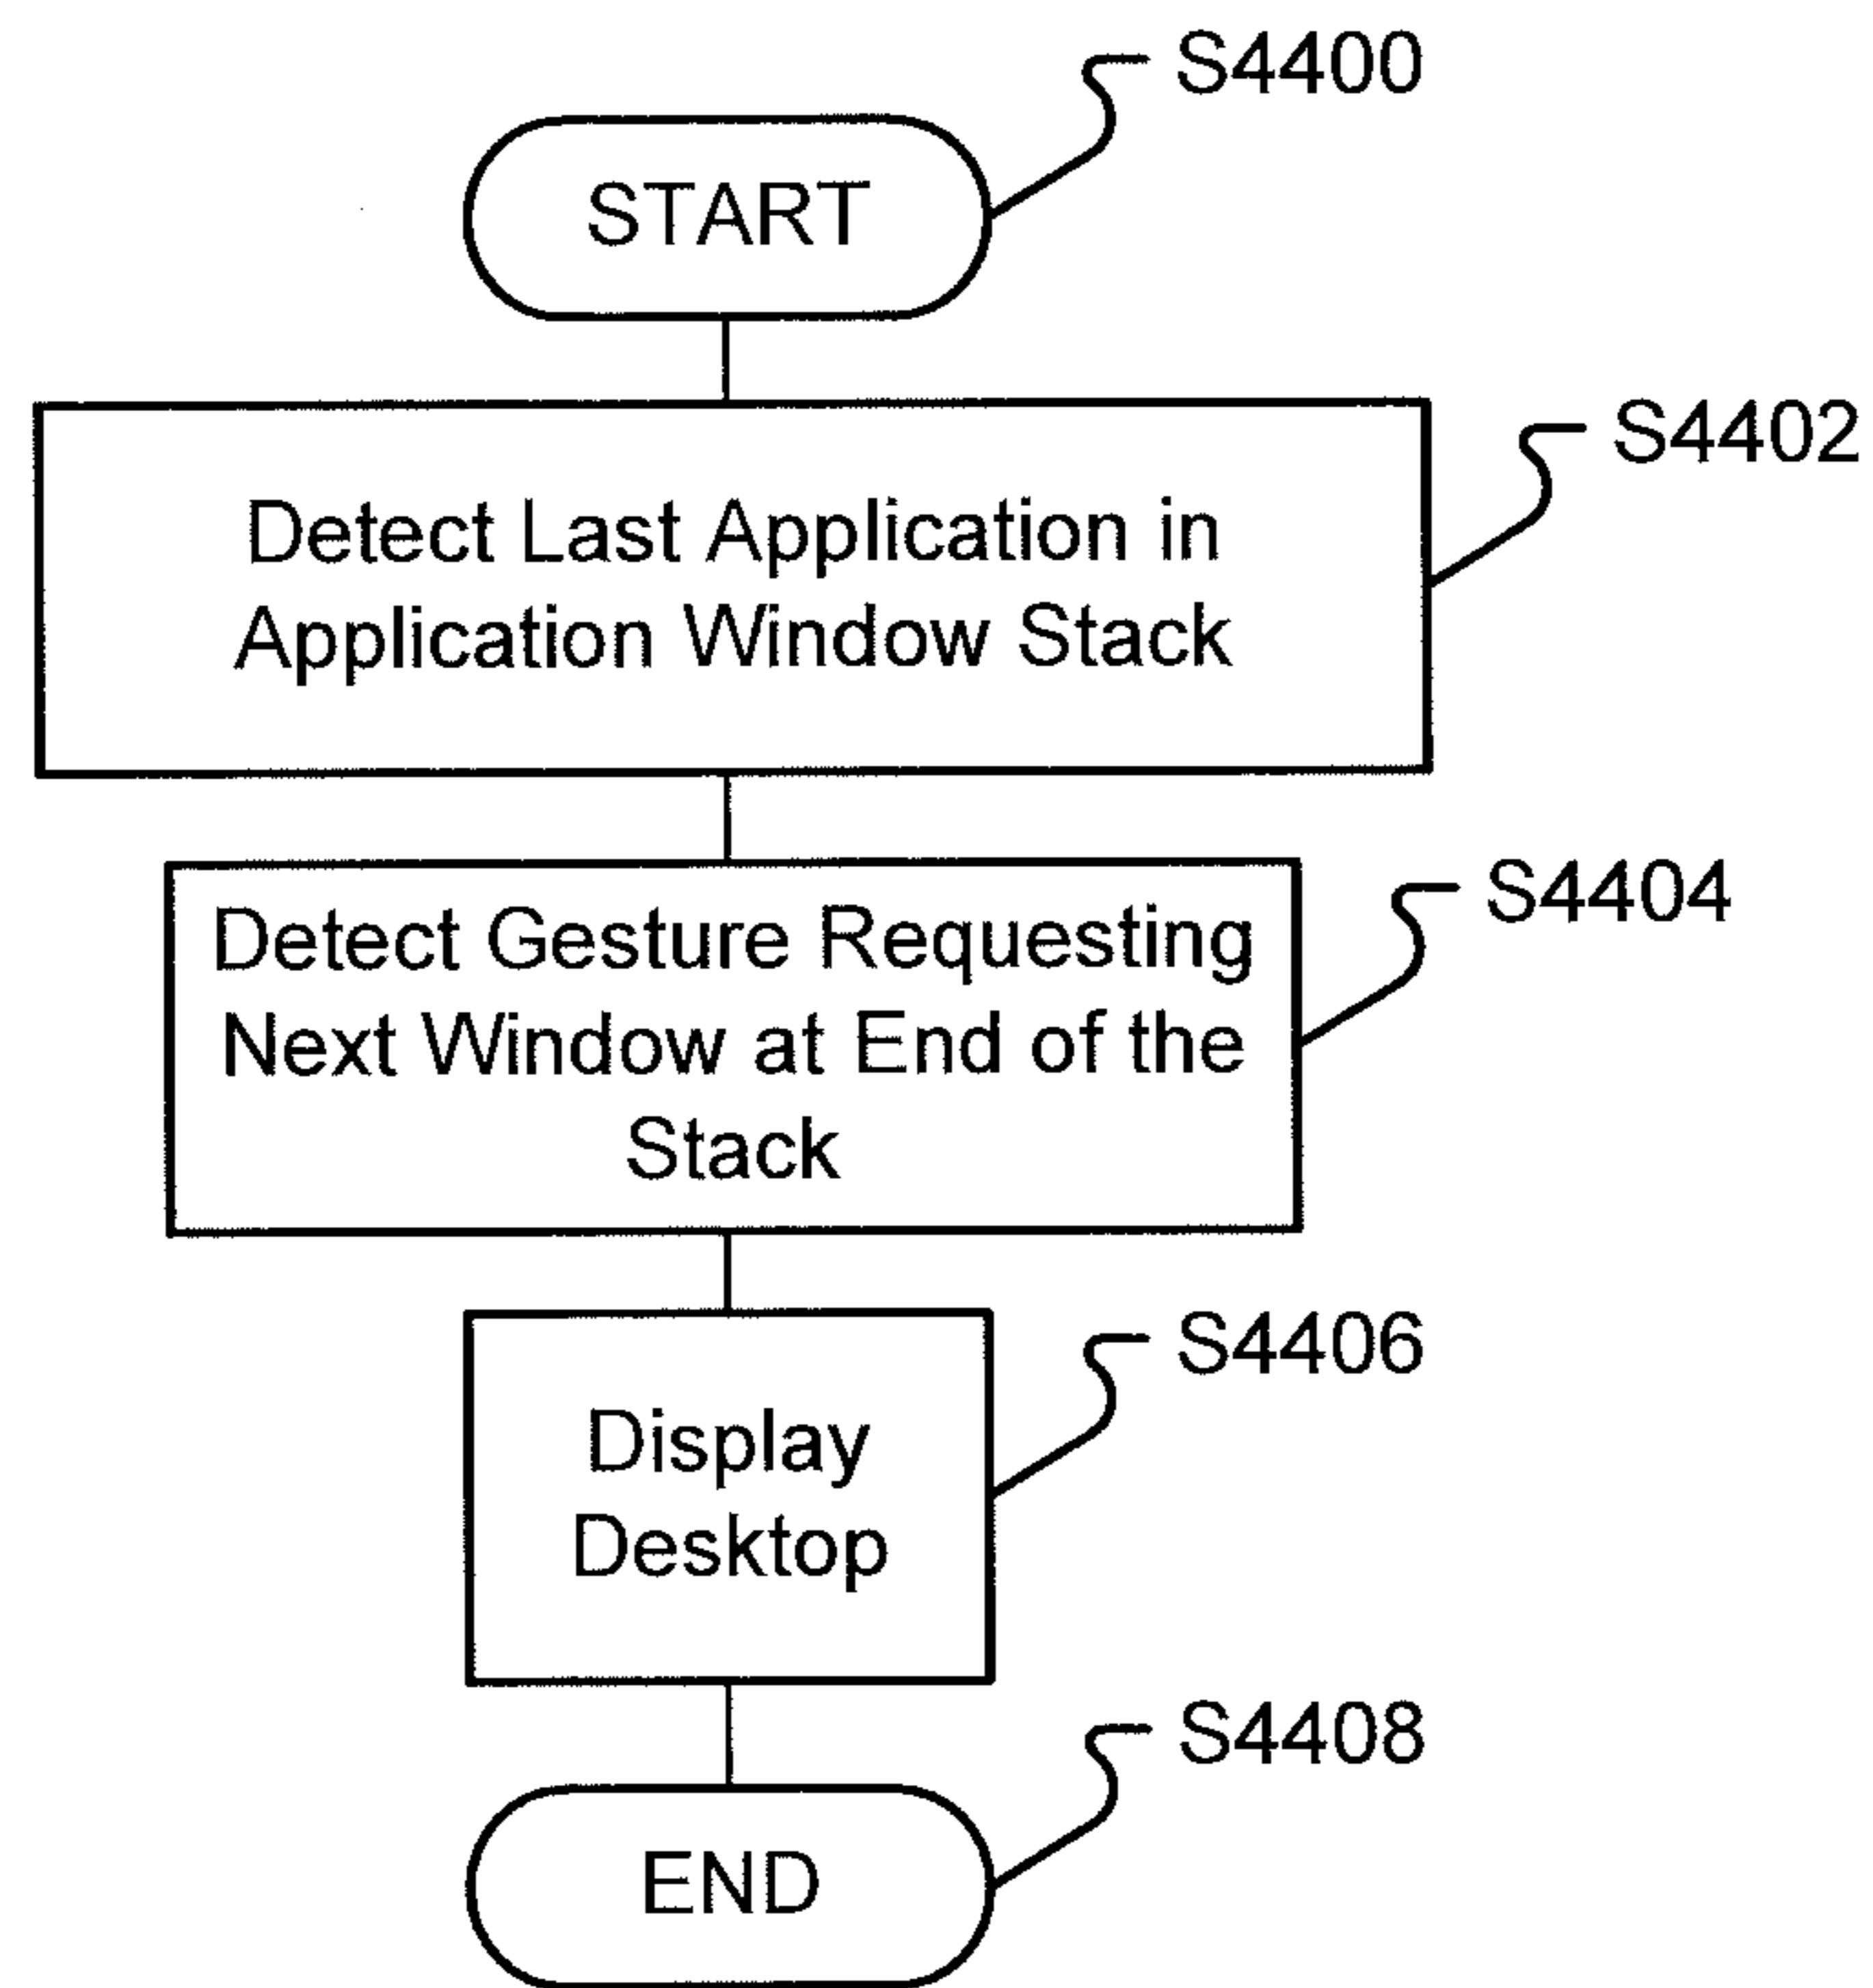 S4400
START
S4402
Detect Last Application in
Application Window Stack
S4404
Detect Gesture Requesting
Next Window at End of the
Stack
S4406
Display
Desktop
S4408
END